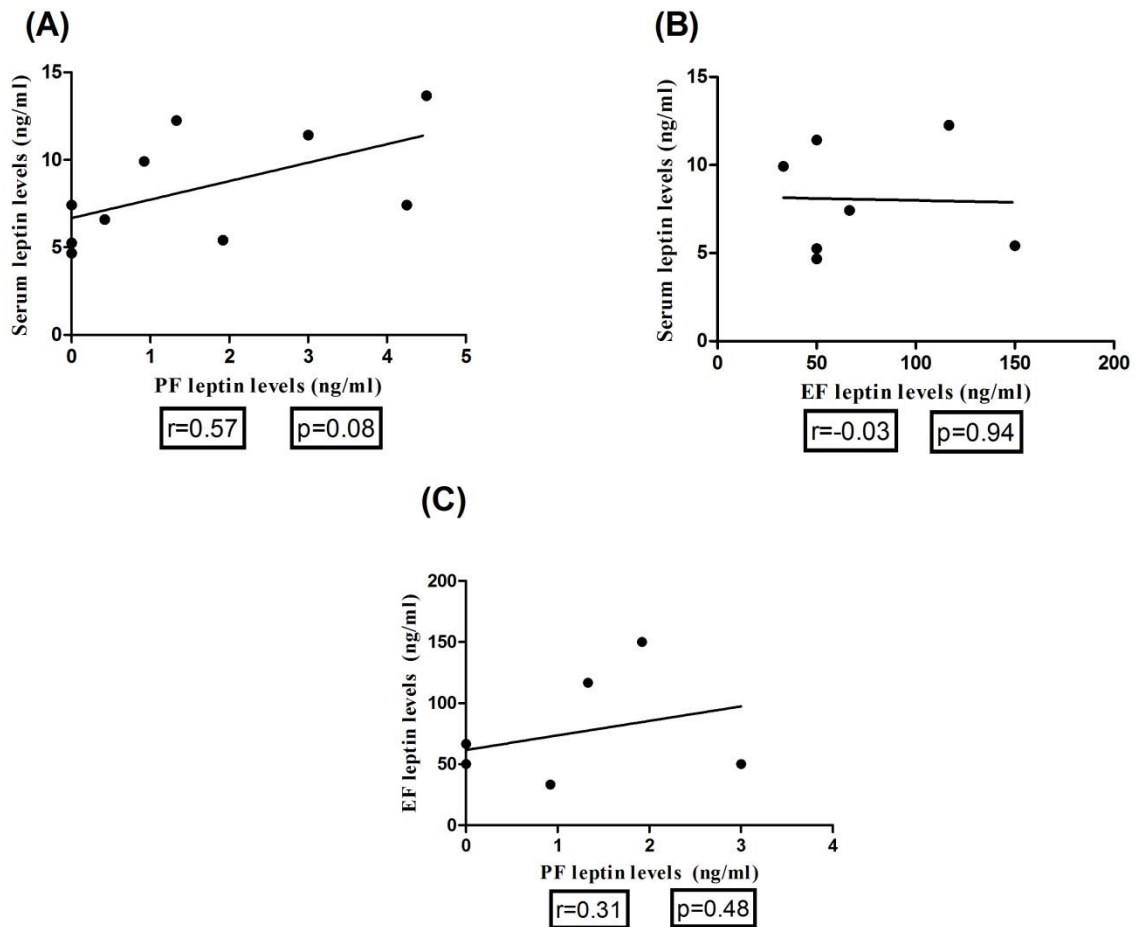 (A)
Serum leptin levels (ng/ml)
15
10
5
0
0 1 2 3 4 5
PF leptin levels (ng/ml)
r=0.57 p=0.08
(B)
Serum leptin levels (ng/ml)
15
10
5
0
0 50 100 150 200
EF leptin levels (ng/ml)
r=-0.03 p=0.94
(C)
EF leptin levels (ng/ml)
200
150
100
50
0
0 1 2 3 4
PF leptin levels (ng/ml)
r=0.31 p=0.48